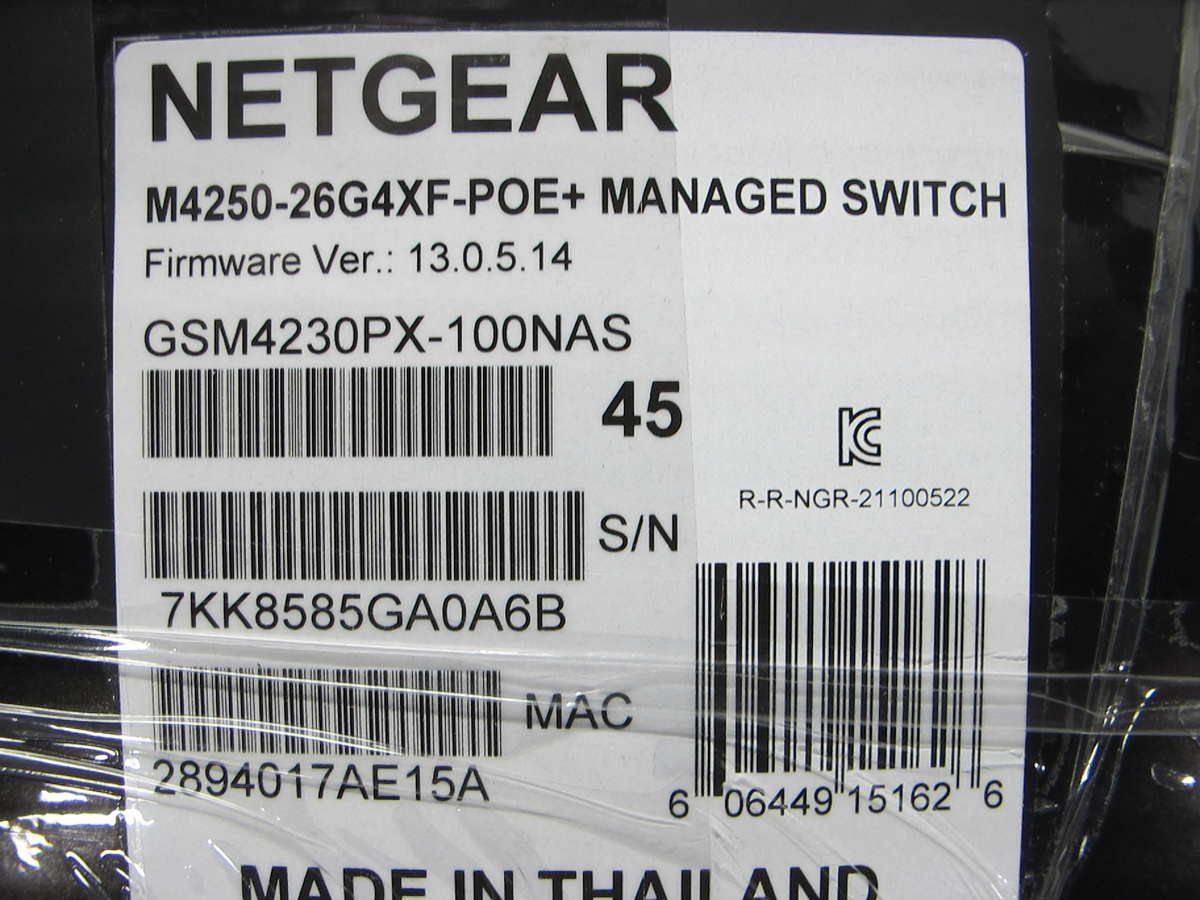 NETGEAR
M4250-26G4XF-POE+ MANAGED SWITCH
Firmware Ver.: 13.0.5.14
GSM4230PX-100NAS
45
KC
R-R-NGR-21100522
S/N
7KK8585GA0A6B
MAC
2894017AE15A
6 06449 15162 6
MADE IN THAILAND